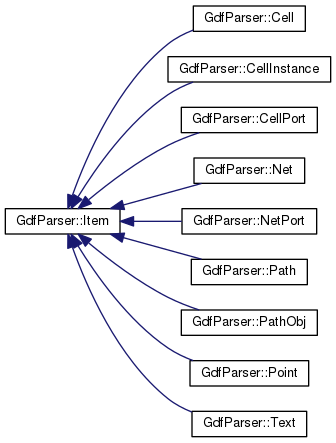 GdfParser::Cell
GdfParser::CellInstance
GdfParser::CellPort
GdfParser::Net
GdfParser::Item
GdfParser::NetPort
GdfParser::Path
GdfParser::PathObj
GdfParser::Point
GdfParser::Text